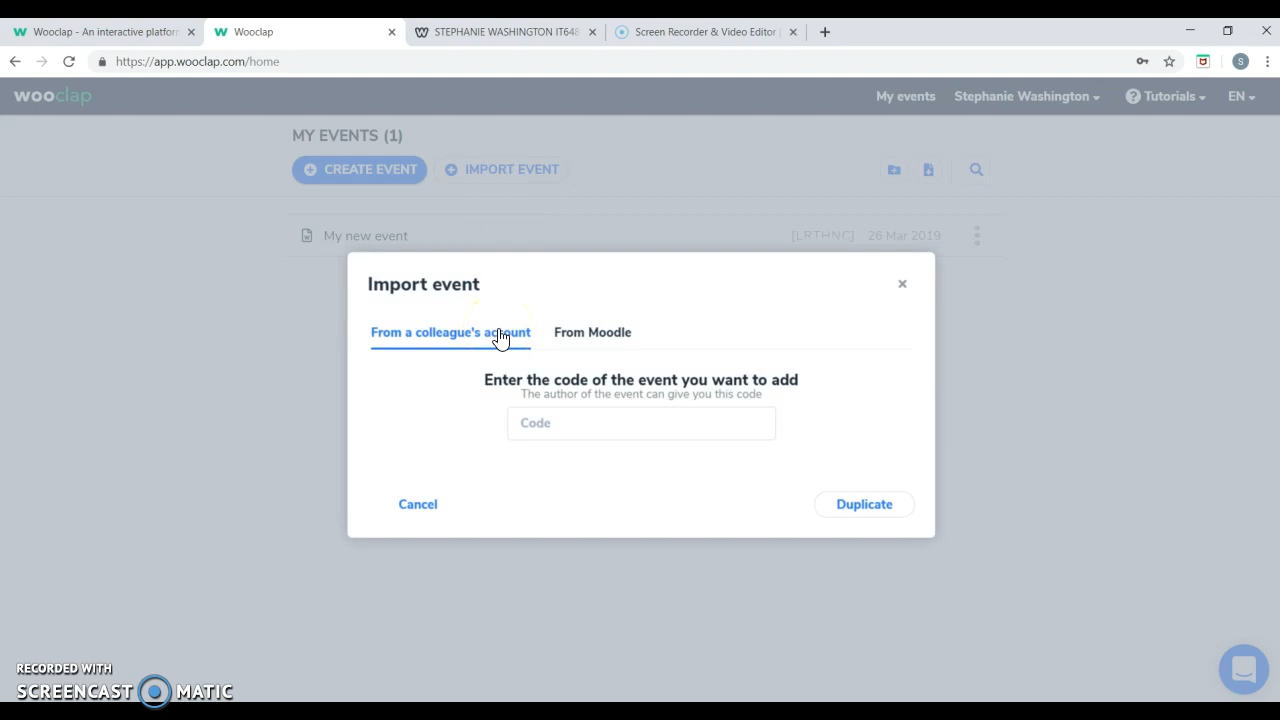 Wooclap - An interactive platforn
Wooclap
STEPHANIE WASHINGTON IT648
Screen Recorder & Video Editor
https://app.wooclap.com/home
S
wooclap
My events
Stephanie Washington
Tutorials
EN
MY EVENTS (1)
CREATE EVENT
IMPORT EVENT
My new event
[LRTHNC]
26 Mar 2019
Import event
From a colleague's account
From Moodle
Enter the code of the event you want to add
The author of the event can give you this code
Code
Cancel
Duplicate
RECORDED WITH
SCREENCAST MATIC